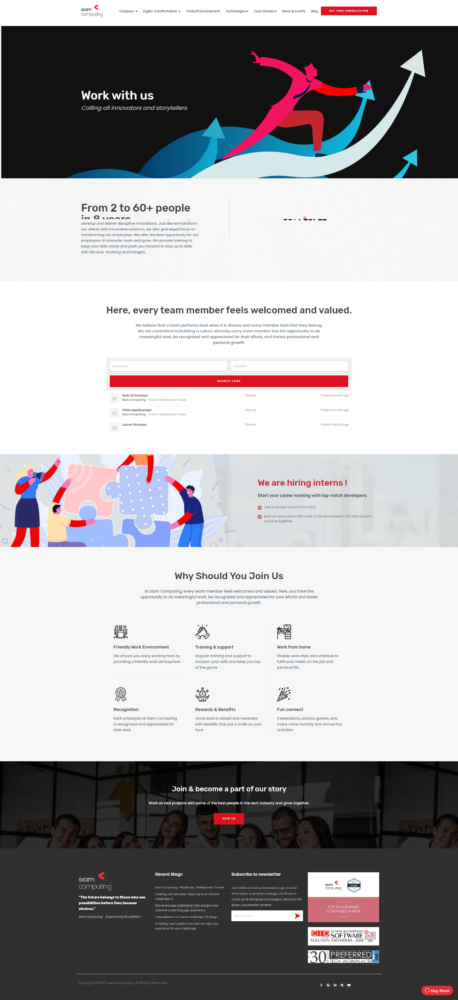 siam
computing
Company
Digital Transformation
Product Development
Technologies
Case Studies
News & Events
Blog
GET FREE CONSULTATION
Work with us
Calling all innovators and storytellers
From 2 to 60+ people
in 8 years
develop and deliver disruptive innovations. Just like we transform
our clients with innovative solutions, we also give equal focus on
transforming our employees. We offer the best opportunity for our
employees to innovate, learn and grow. We provide training to
keep your skills sharp and push you forward to stay up to date
with the ever-evolving technologies.
Here, every team member feels welcomed and valued.
We believe that a team performs best when it is diverse and every member feels that they belong.
We are committed to building a culture whereby every team member has the opportunity to do
meaningful work, be recognized and appreciated for their efforts, and fosters professional and
personal growth.
Keywords
Location
SEARCH JOBS
Node JS Developer
Siam Computing Product Development Studio
Chennai
Posted 5 months ago
Mobile App Developer
Siam Computing Product Development Studio
Chennai
Posted 5 months ago
Laravel Developer
Chennai
Posted 5 months ago
We are hiring interns !
Start your career working with top-notch developers
Join & become a part of our story.
Work on real projects with some of the best people in the tech industry
and grow together.
Why Should You Join Us
At Siam Computing, every team member feels welcomed and valued. Here, you have the
opportunity to do meaningful work, be recognized and appreciated for your efforts and foster
professional and personal growth.
Friendly Work Environment
We ensure you enjoy working here by
providing a friendly work atmosphere
Training & support
Regular training and support to
sharpen your skills and keep you top
of the game
Work from home
Flexible work style and schedule to
fulfill your needs on the job and
personal life
Recognition
Each employee at Siam Computing
is recognized and appreciated for
their work
Rewards & Benefits
Good work is valued and rewarded
with benefits that put a smile on your
face
Fun connect
Celebrations, picnics, games, and
many more monthly and annual fun
activities
Join & become a part of our story
Work on real projects with some of the best people in the tech industry and grow together.
JOIN US
siam
computing
"The future belongs to those who see
possibilities before they become
obvious."
Siam Computing - Engineering Possibilities
Recent Blogs
Siam Computing – Mobile App Development Process
Creating user personas: Heads-up to an intuitive
mobile app UI
How to leverage prototyping tools and give your
customer a charming app-experience
7 Key elements to master mobile app UX design
A thinking man's guide to uncover the right user
experience for your mobile app
Subscribe to newsletter
Join 1000s of startup founders to get curated
information on product strategy, UI/UX and a
round up of emerging technologies. Obviously No
Spam. Unsubscribe anytime.
Enter email*
siam
computing
Clutch
TOP 20 SOFTWARE
COMPANIES IN INDIA
CIO
20 MOST RECOMMENDED
SOFTWARE
SOLUTION PROVIDERS - 2018
30 MOST
PREFERRED
TECH WORKPLACES
Copyright ©2020 siamcomputing. All Rights Reserved.
Hey, there!